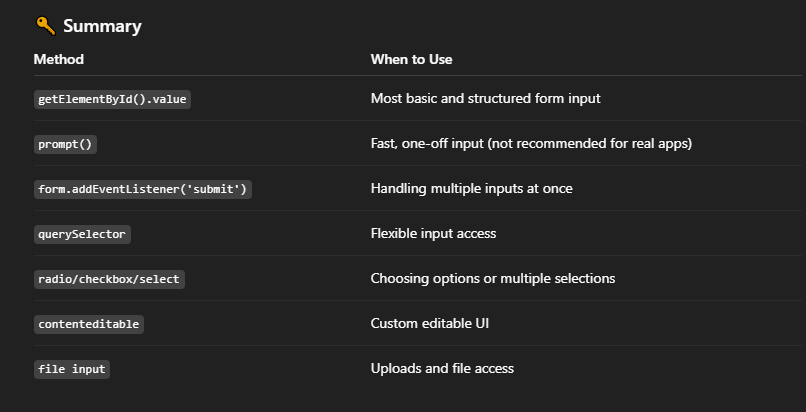 🔑 Summary
Method When to Use
getElementById().value Most basic and structured form input
prompt() Fast, one-off input (not recommended for real apps)
form.addEventListener('submit') Handling multiple inputs at once
querySelector Flexible input access
radio/checkbox/select Choosing options or multiple selections
contenteditable Custom editable UI
file input Uploads and file access